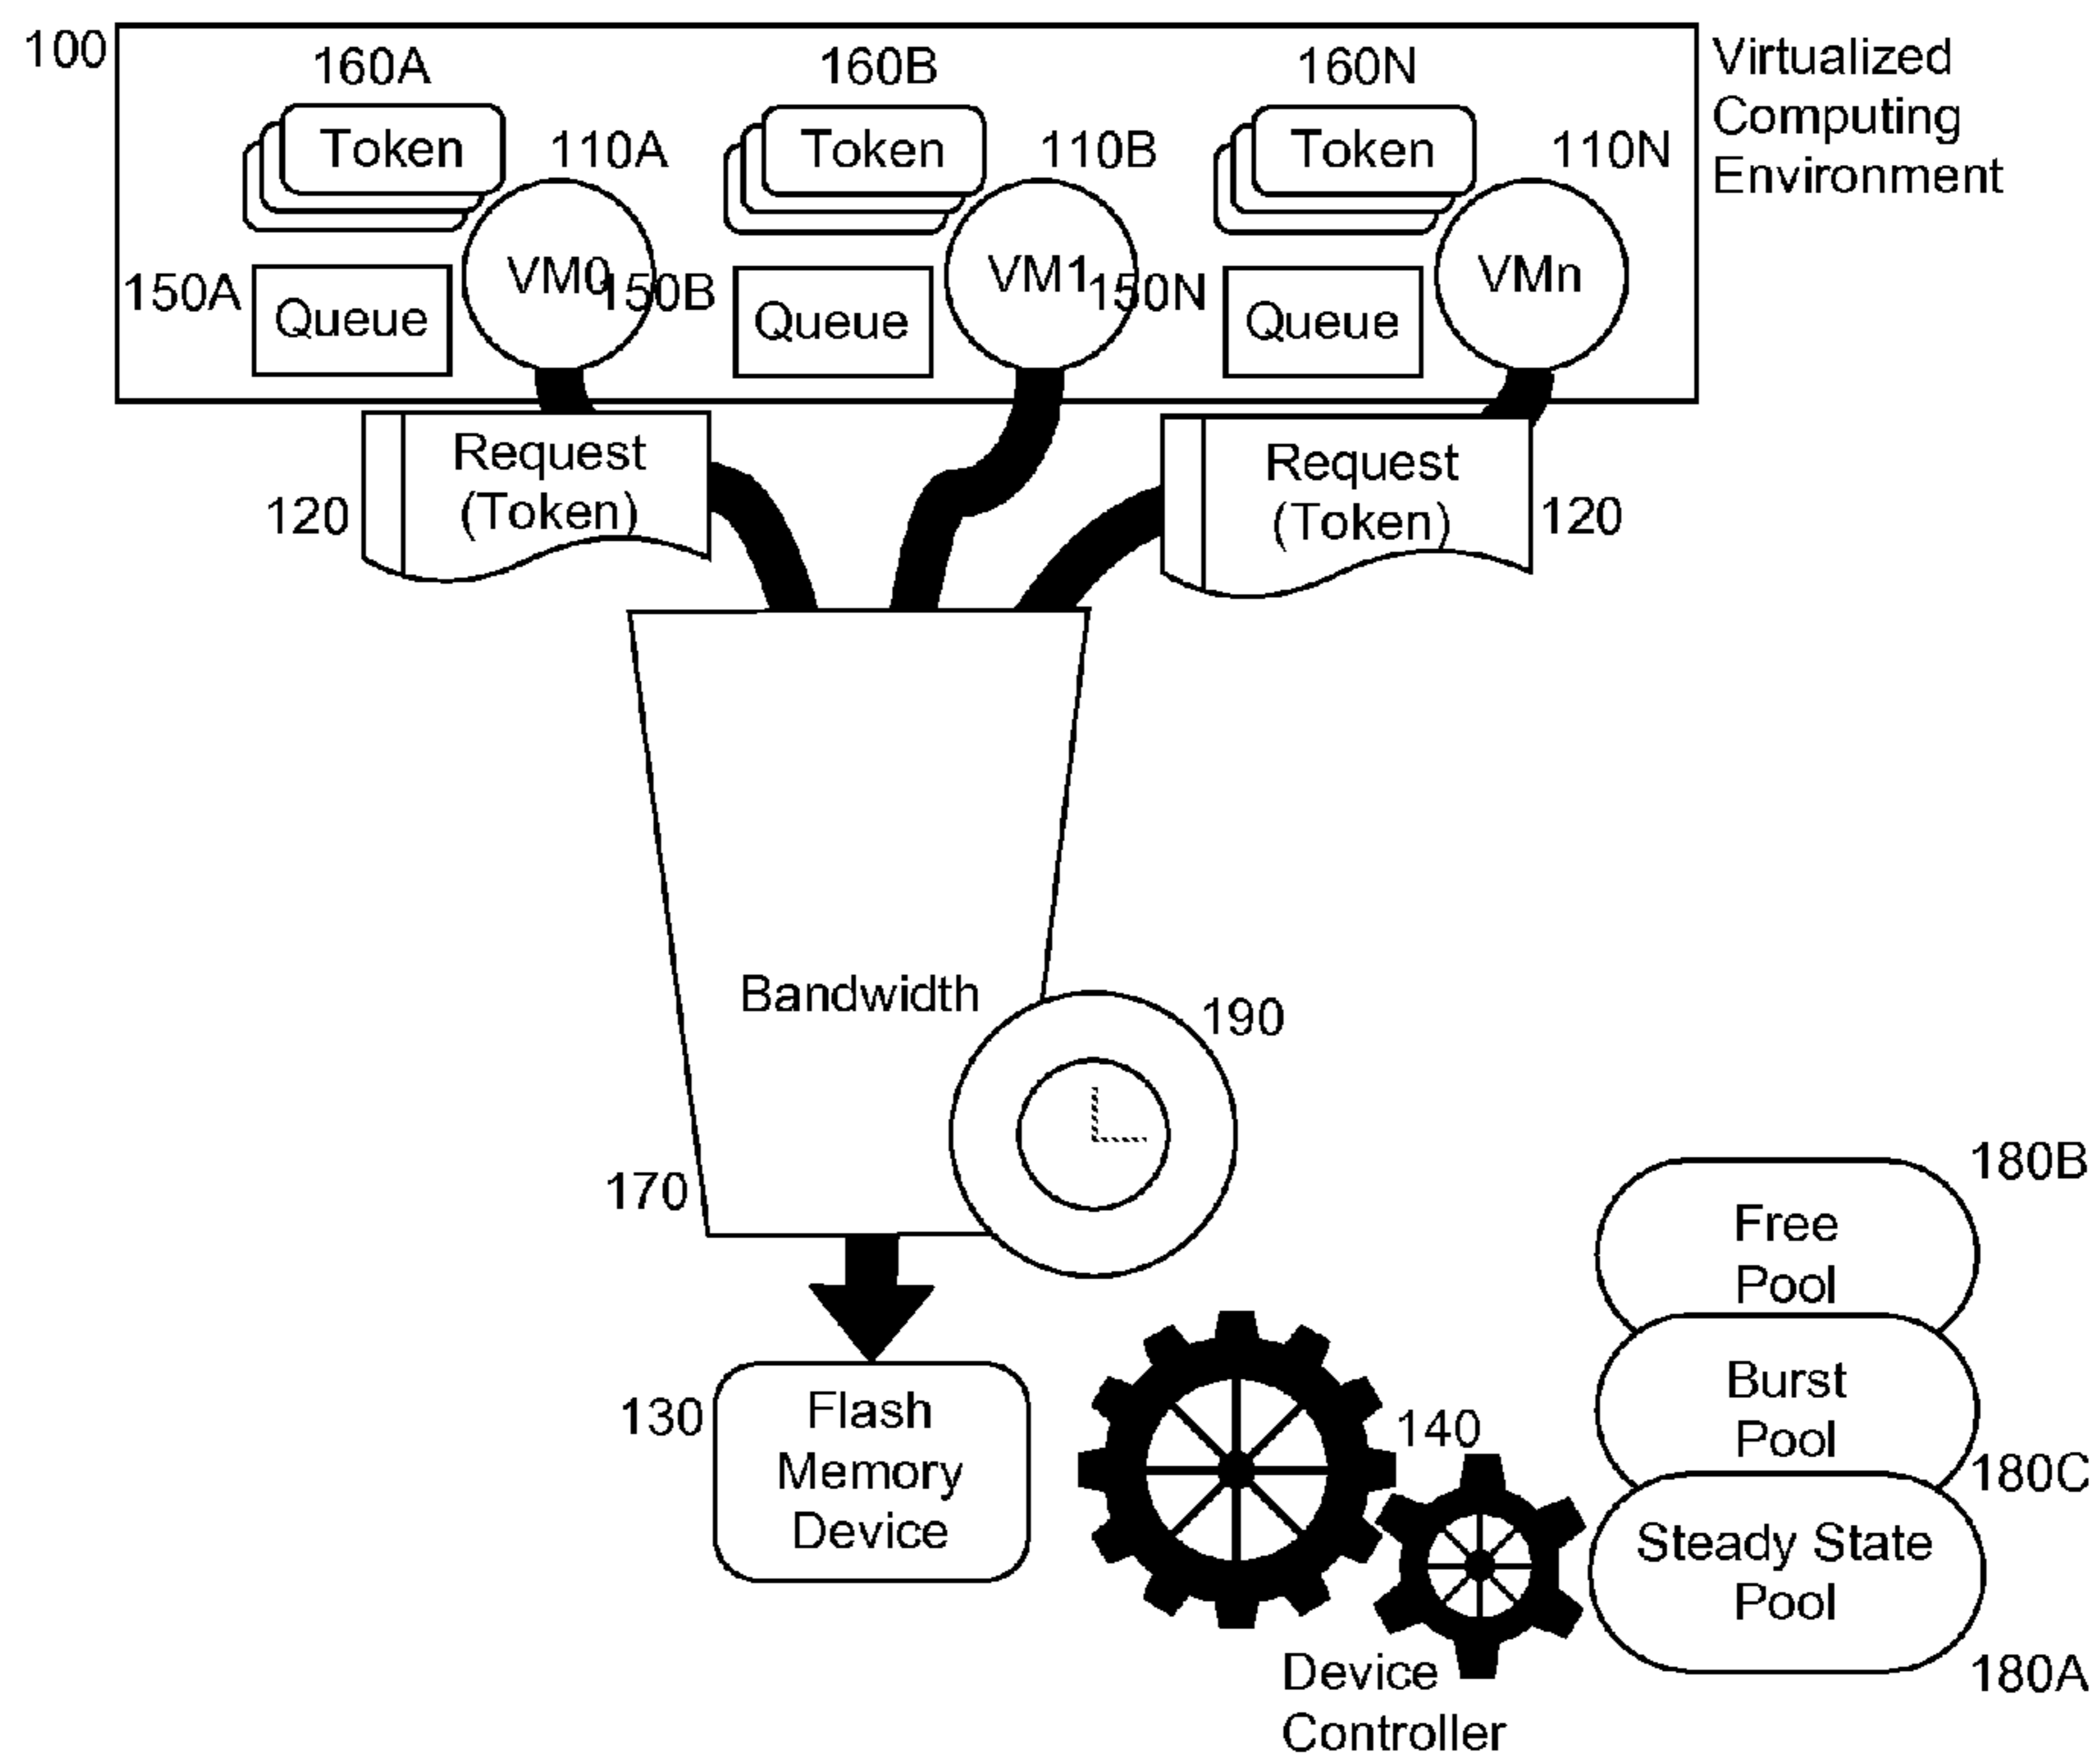 100
160A
160B
160N
Virtualized
Computing
Environment
Token
110A
Token
110B
Token
110N
150A
Queue
VM0
150B
Queue
VM1
150N
Queue
VMn
Request
(Token)
120
Request
(Token)
120
Bandwidth
190
170
180B
Free
Pool
130
Flash
Memory
Device
140
Burst
Pool
180C
Steady State
Pool
180A
Device
Controller